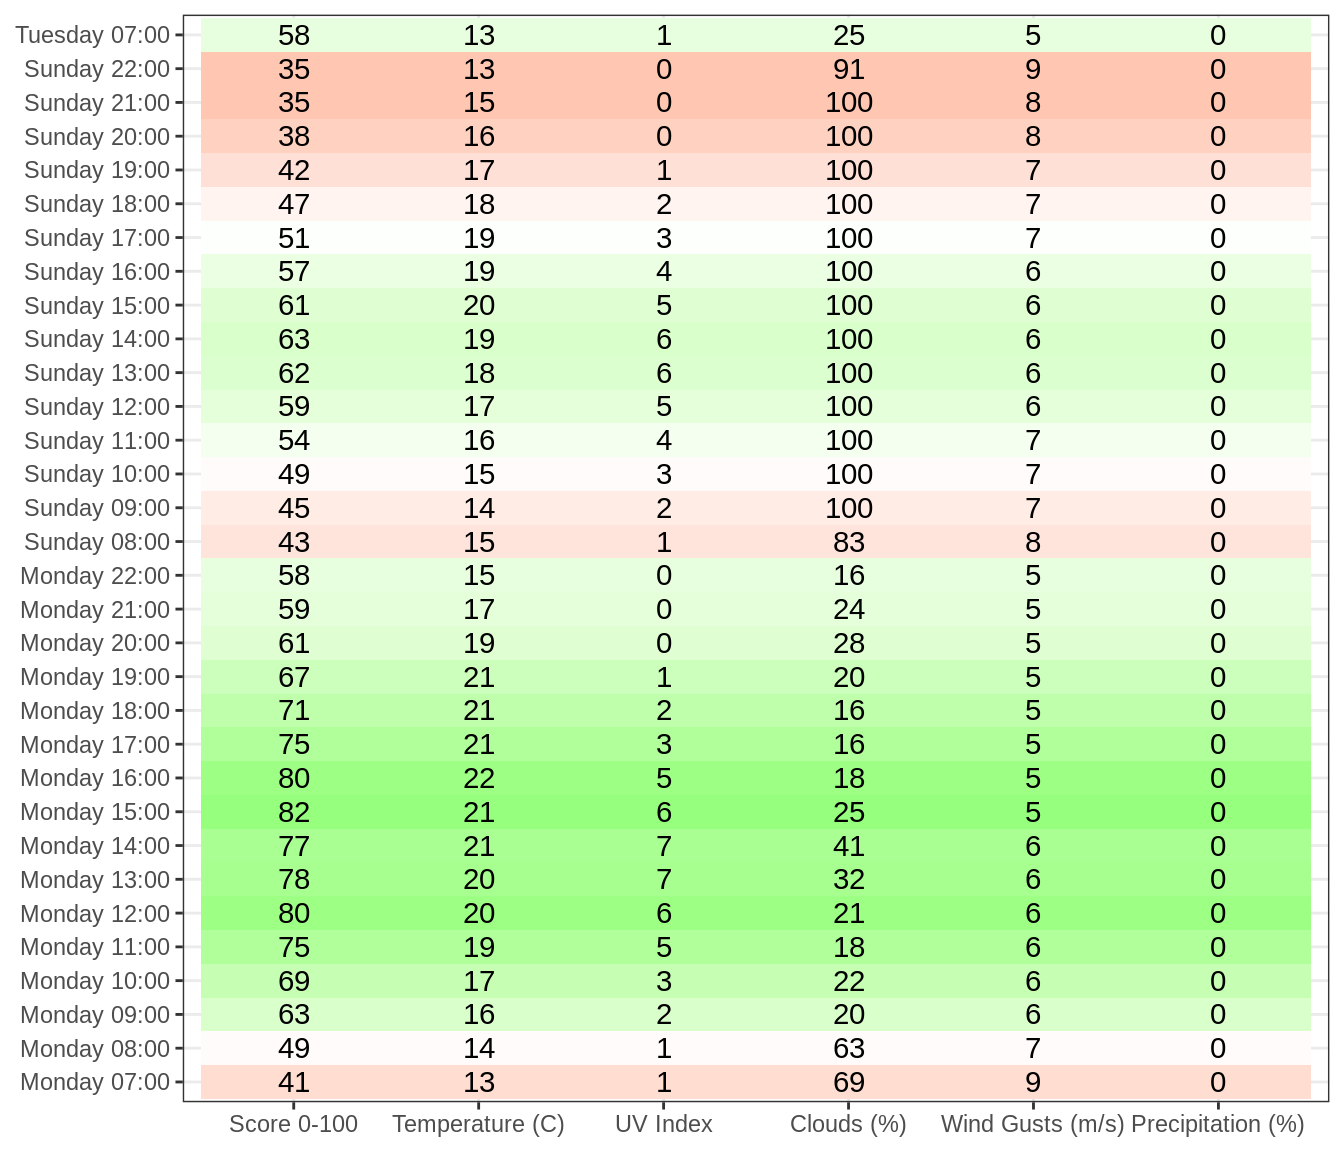 Tuesday 07:00 58 13 1 25 5 0
Sunday 22:00 35 13 0 91 9 0
Sunday 21:00 35 15 0 100 8 0
Sunday 20:00 38 16 0 100 8 0
Sunday 19:00 42 17 1 100 7 0
Sunday 18:00 47 18 2 100 7 0
Sunday 17:00 51 19 3 100 7 0
Sunday 16:00 57 19 4 100 6 0
Sunday 15:00 61 20 5 100 6 0
Sunday 14:00 63 19 6 100 6 0
Sunday 13:00 62 18 6 100 6 0
Sunday 12:00 59 17 5 100 6 0
Sunday 11:00 54 16 4 100 7 0
Sunday 10:00 49 15 3 100 7 0
Sunday 09:00 45 14 2 100 7 0
Sunday 08:00 43 15 1 83 8 0
Monday 22:00 58 15 0 16 5 0
Monday 21:00 59 17 0 24 5 0
Monday 20:00 61 19 0 28 5 0
Monday 19:00 67 21 1 20 5 0
Monday 18:00 71 21 2 16 5 0
Monday 17:00 75 21 3 16 5 0
Monday 16:00 80 22 5 18 5 0
Monday 15:00 82 21 6 25 5 0
Monday 14:00 77 21 7 41 6 0
Monday 13:00 78 20 7 32 6 0
Monday 12:00 80 20 6 21 6 0
Monday 11:00 75 19 5 18 6 0
Monday 10:00 69 17 3 22 6 0
Monday 09:00 63 16 2 20 6 0
Monday 08:00 49 14 1 63 7 0
Monday 07:00 41 13 1 69 9 0
Score 0-100 Temperature (C) UV Index Clouds (%) Wind Gusts (m/s) Precipitation (%)